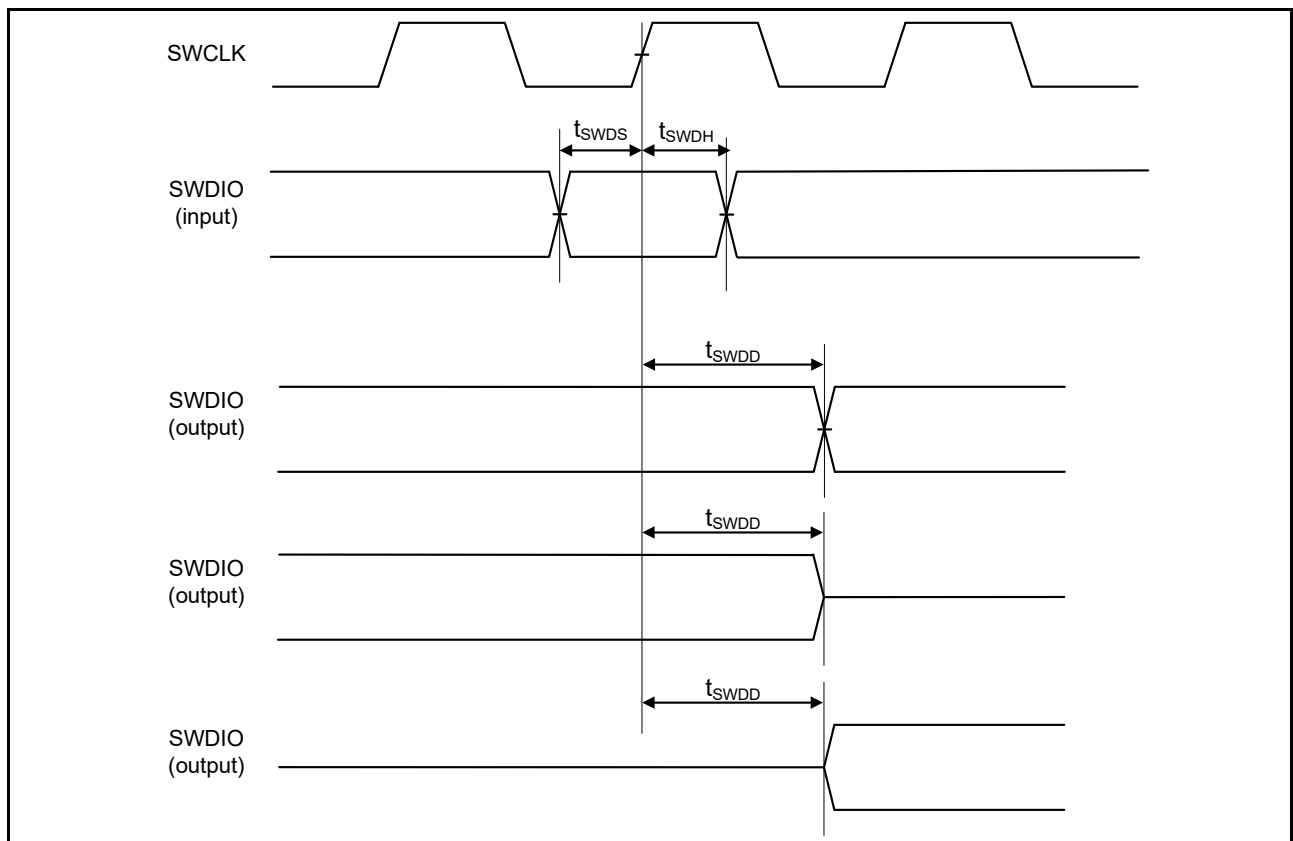 SWCLK
tSWDS
tSWDH
SWDIO
(input)
tSWDD
SWDIO
(output)
tSWDD
SWDIO
(output)
tSWDD
SWDIO
(output)